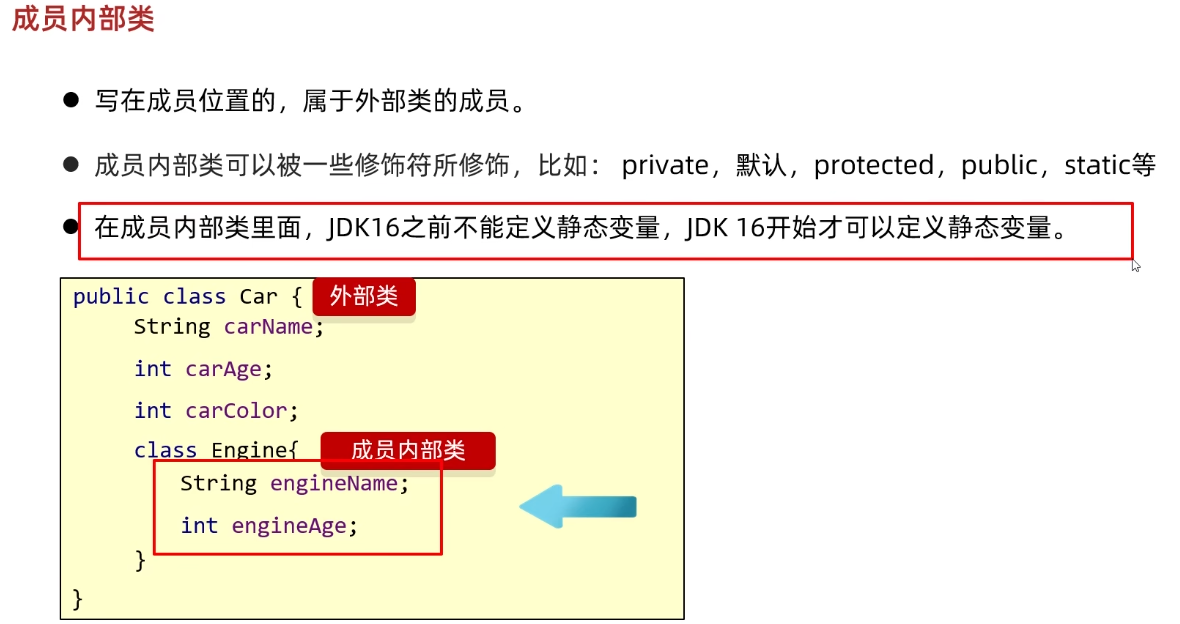 成员内部类
● 写在成员位置的，属于外部类的成员。
● 成员内部类可以被一些修饰符所修饰，比如： private，默认，protected，public，static等
● 在成员内部类里面，JDK16之前不能定义静态变量，JDK 16开始才可以定义静态变量。
public class Car { 外部类
String carName;
int carAge;
int carColor;
class Engine{ 成员内部类
String engineName;
int engineAge;
}
}